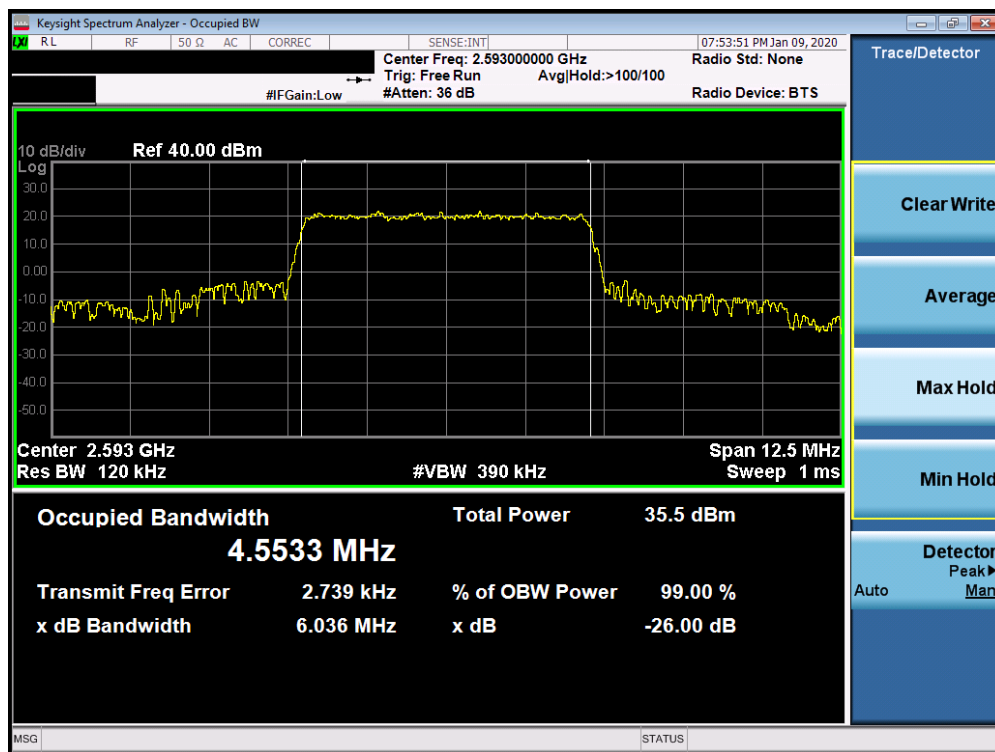 Keysight Spectrum Analyzer - Occupied BW
LXI RL RF 50 Ω AC CORREC SENSE:INT 07:53:51 PM Jan 09, 2020
Center Freq: 2.593000000 GHz Radio Std: None
Trig: Free Run Avg|Hold:>100/100
#IFGain:Low #Atten: 36 dB Radio Device: BTS
Trace/Detector
10 dB/div Ref 40.00 dBm
Log
30.0
20.0
10.0
0.00
-10.0
-20.0
-30.0
-40.0
-50.0
Center 2.593 GHz Span 12.5 MHz
Res BW 120 kHz #VBW 390 kHz Sweep 1 ms
Occupied Bandwidth Total Power 35.5 dBm
4.5533 MHz
Transmit Freq Error 2.739 kHz % of OBW Power 99.00 %
x dB Bandwidth 6.036 MHz x dB -26.00 dB
Clear Write
Average
Max Hold
Min Hold
Detector
Peak▶
Auto Man
MSG STATUS